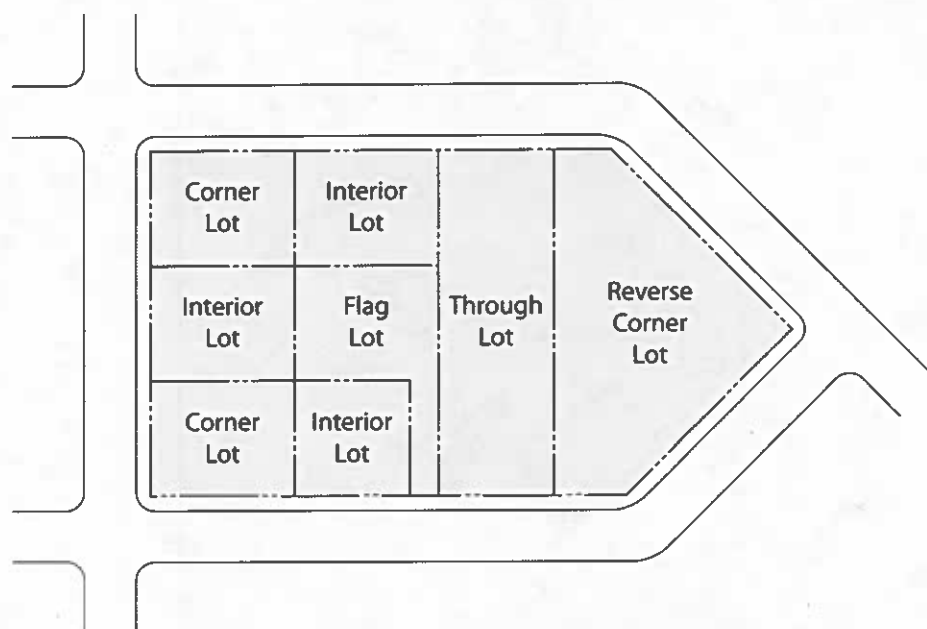 Corner
Lot
Interior
Lot
Interior
Lot
Flag
Lot
Through
Lot
Reverse
Corner
Lot
Corner
Lot
Interior
Lot